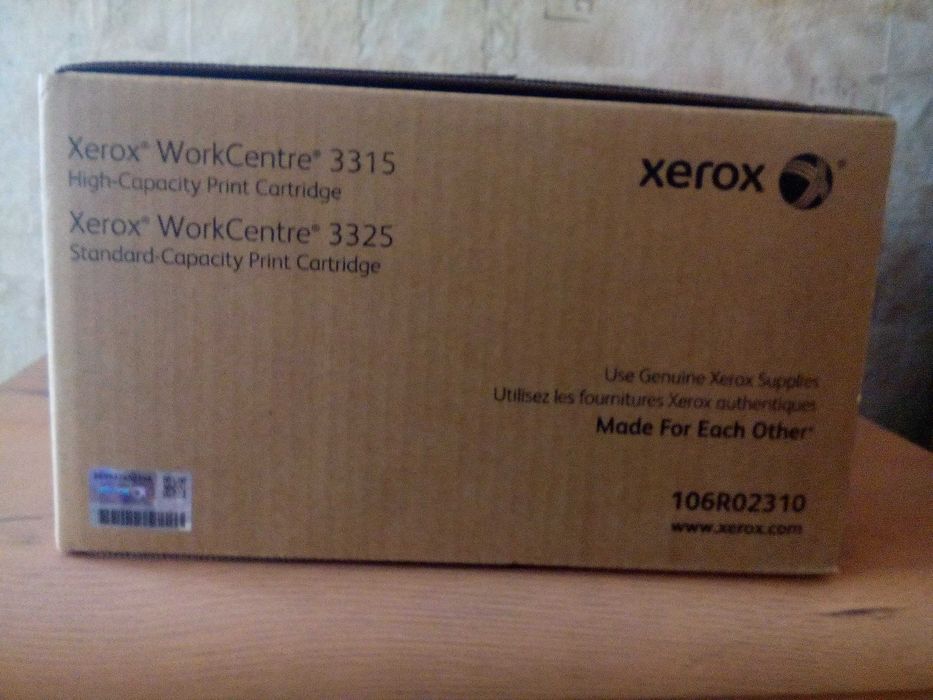 Xerox® WorkCentre® 3315
High-Capacity Print Cartridge
Xerox® WorkCentre® 3325
Standard-Capacity Print Cartridge
xerox
Use Genuine Xerox Supplies
Utilisez les fournitures Xerox authentiques
Made For Each Other
106R02310
www.xerox.com